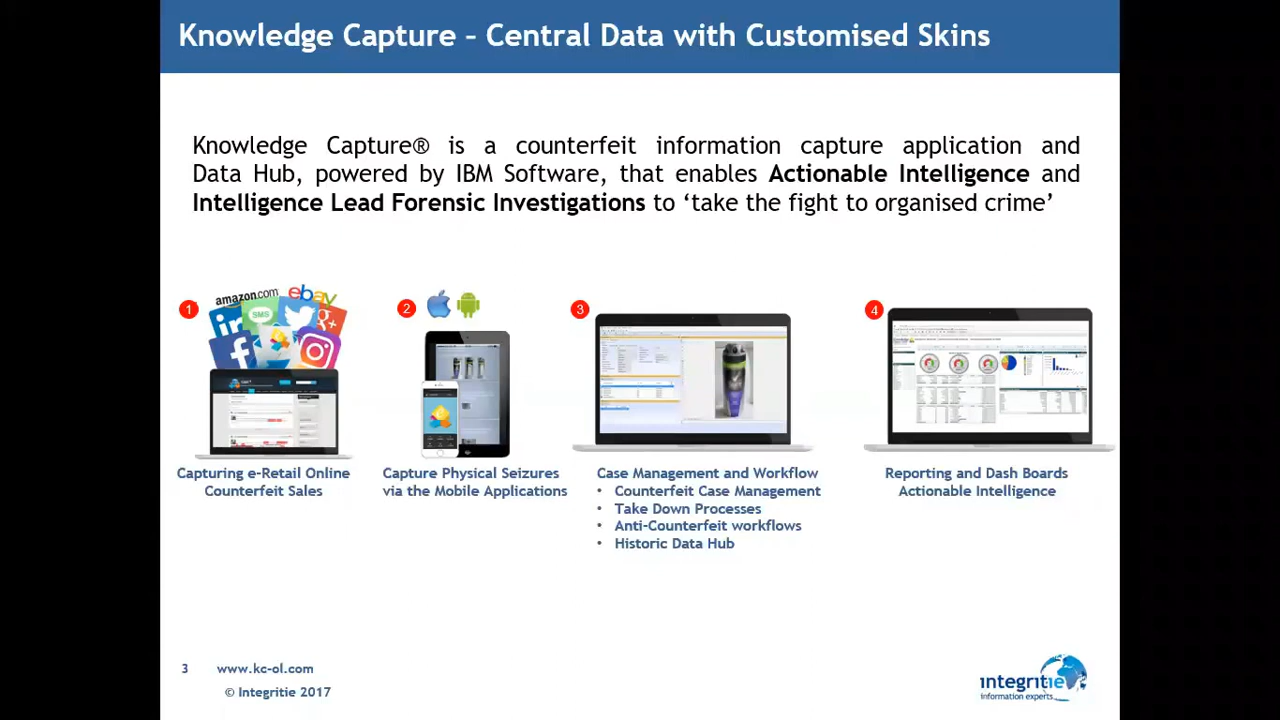 Knowledge Capture – Central Data with Customised Skins
Knowledge Capture® is a counterfeit information capture application and
Data Hub, powered by IBM Software, that enables Actionable Intelligence and
Intelligence Lead Forensic Investigations to ‘take the fight to organised crime’
amazon.com
ebay
in
SMS
g+
f
1
2
3
4
Capturing e-Retail Online
Counterfeit Sales
Capture Physical Seizures
via the Mobile Applications
Case Management and Workflow
• Counterfeit Case Management
• Take Down Processes
• Anti-Counterfeit workflows
• Historic Data Hub
Reporting and Dash Boards
Actionable Intelligence
3 www.kc-ol.com
© Integritie 2017
integritie
information experts